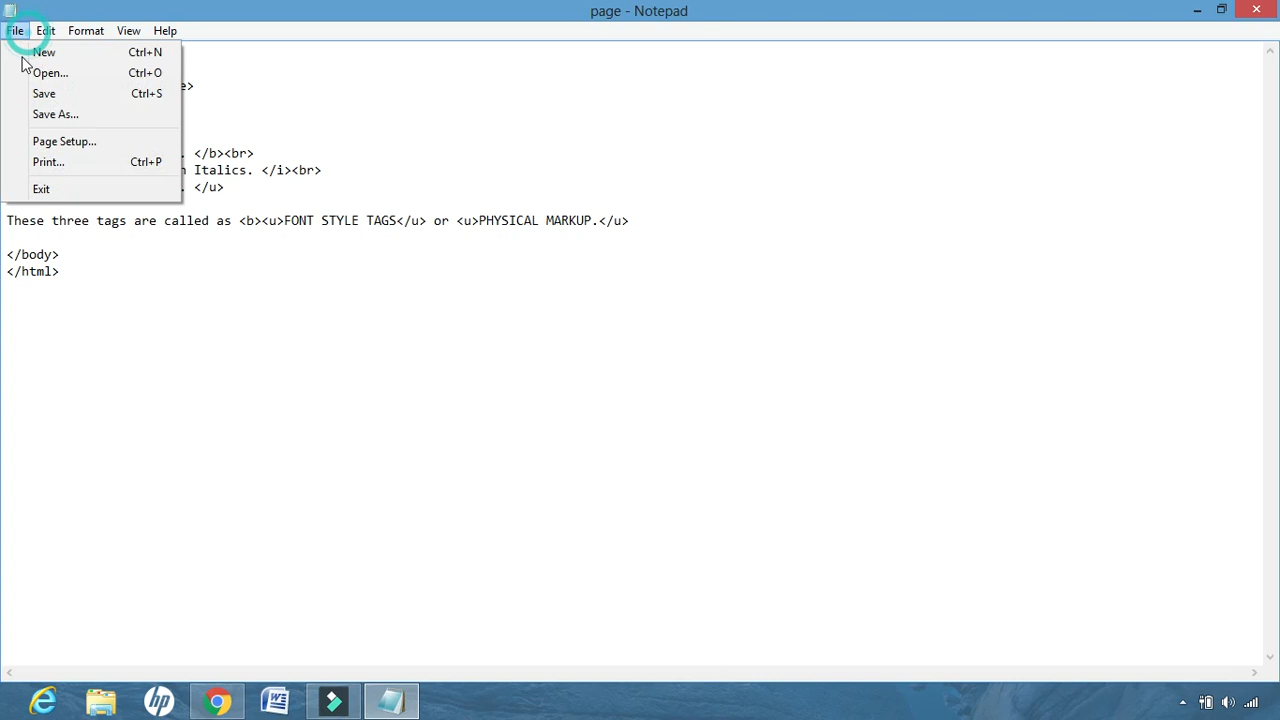 page - Notepad
File Edit Format View Help
New Ctrl+N
Open... Ctrl+O
Save Ctrl+S
Save As...
Page Setup...
Print... Ctrl+P
Exit
e>
. </b><br>
n Italics. </i><br>
. </u>
These three tags are called as <b><u>FONT STYLE TAGS</u> or <u>PHYSICAL MARKUP.</u>
</body>
</html>
hp